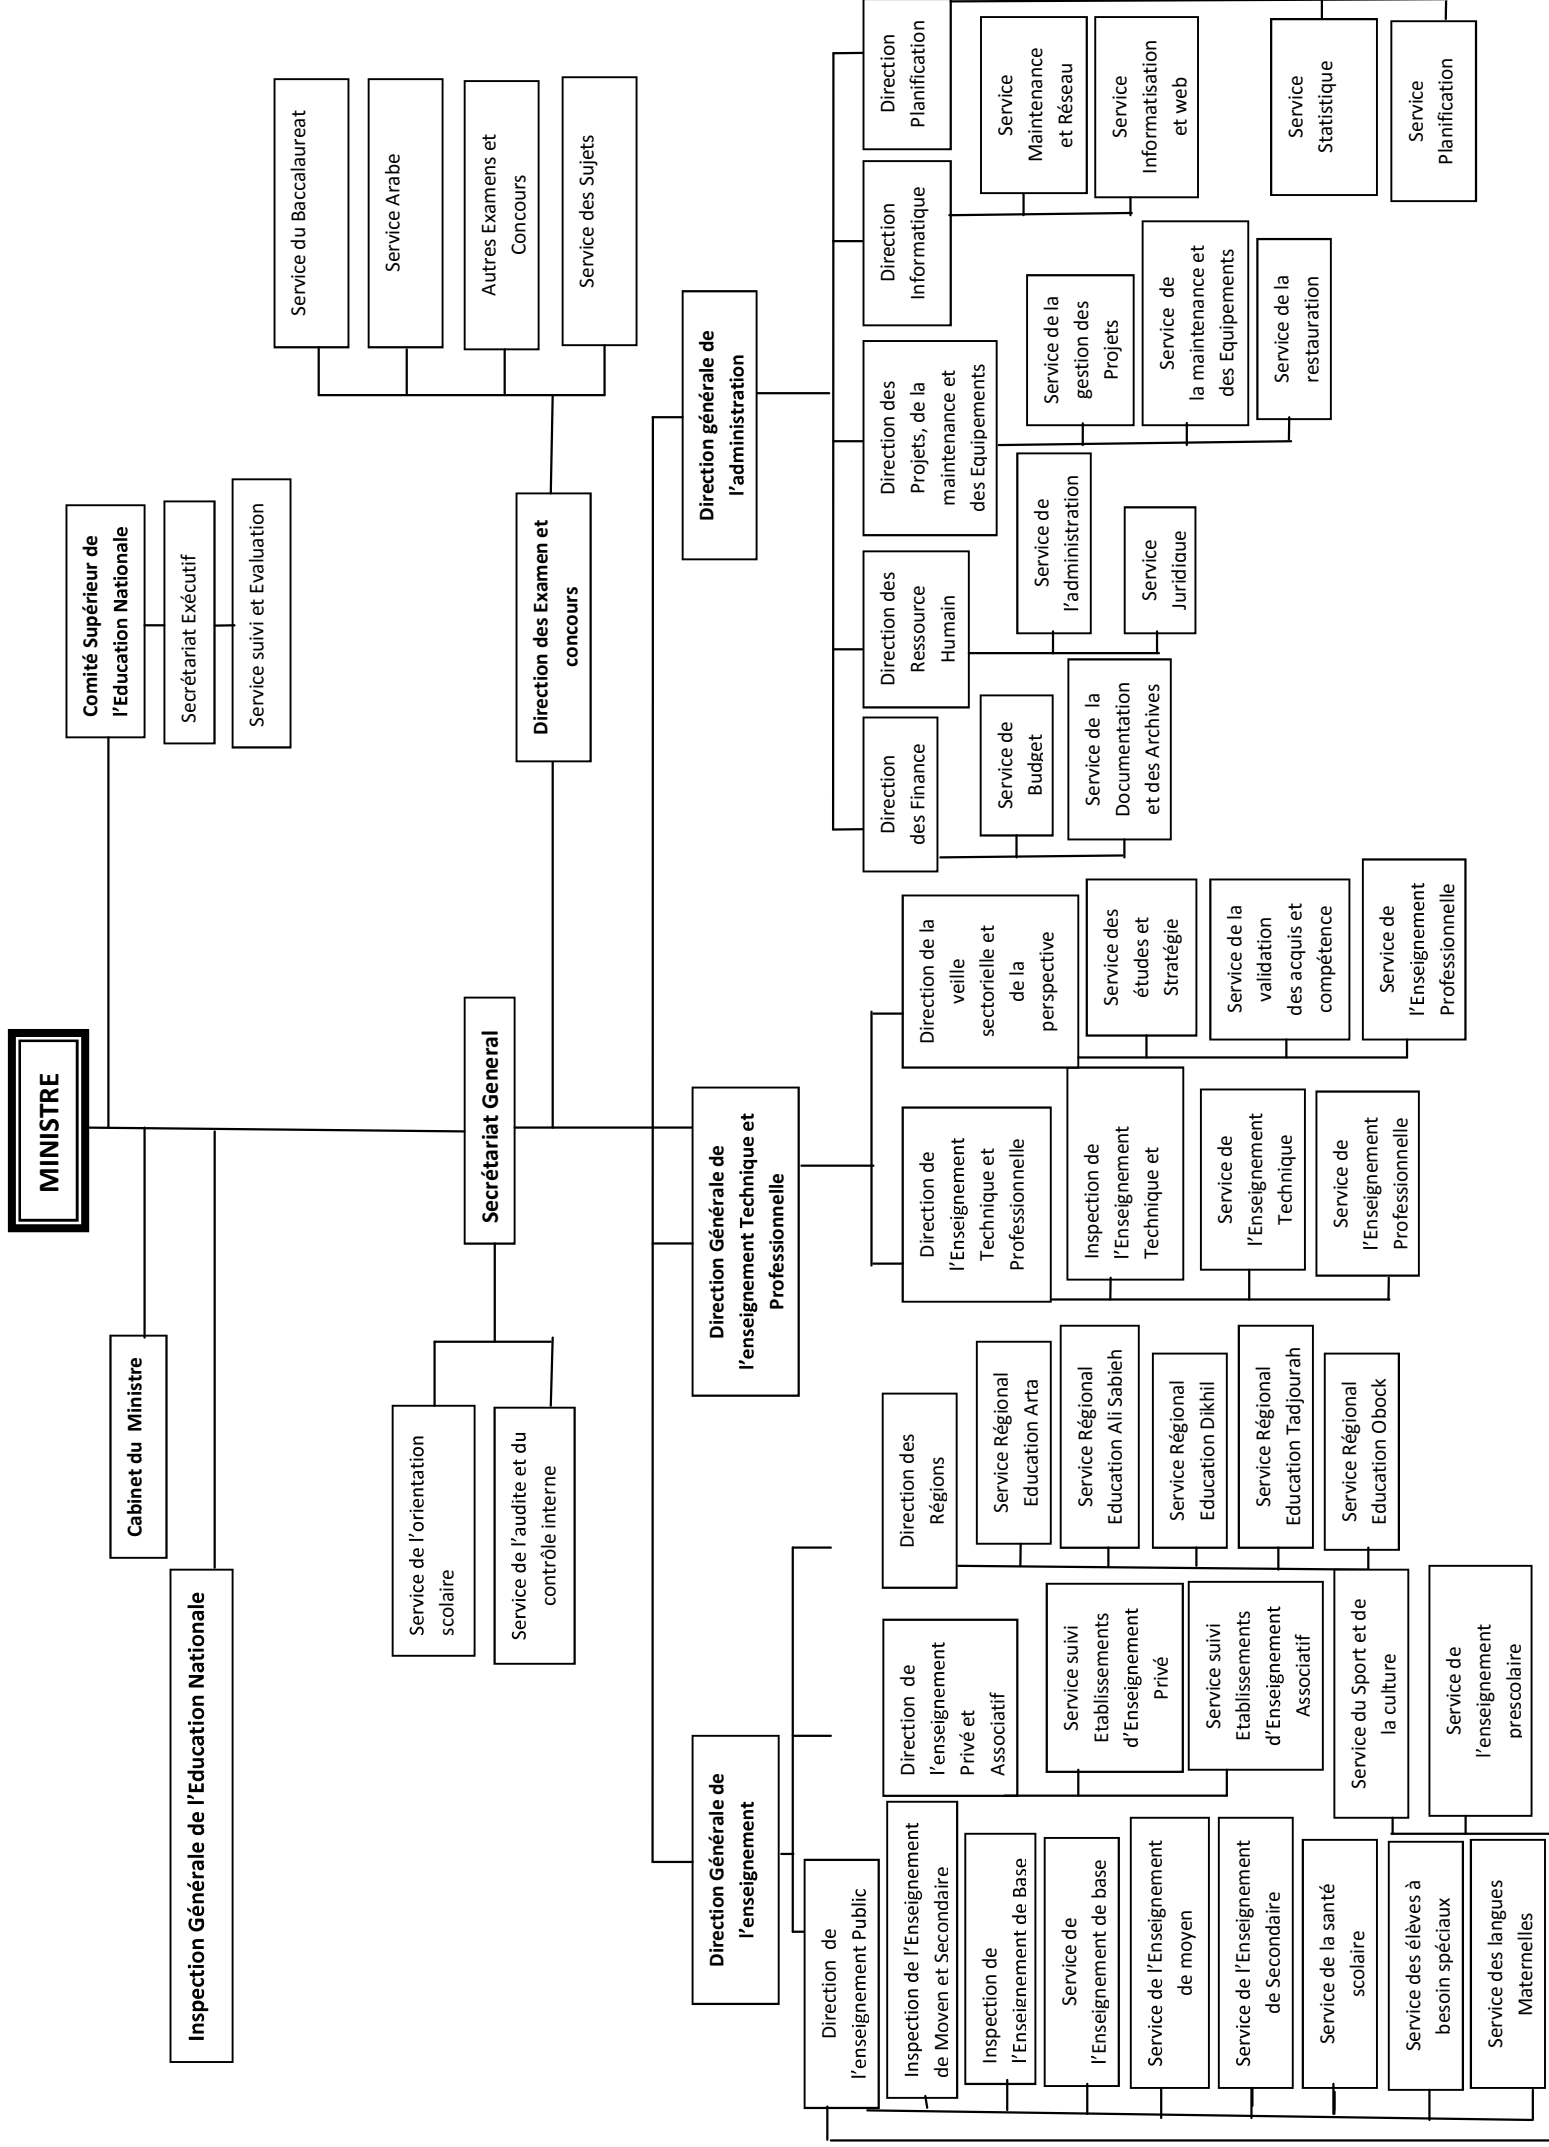 MINISTRE
Comité Supérieur de
l'Education Nationale
Secrétariat Exécutif
Service suivi et Evaluation
Cabinet du Ministre
Inspection Générale de l'Education Nationale
Secrétariat General
Service de l'orientation
scolaire
Service de l'audite et du
contrôle interne
Direction des Examen et
concours
Service du Baccalaureat
Service Arabe
Autres Examens et
Concours
Service des Sujets
Direction Générale de
l'enseignement
Direction Générale de
l'enseignement Technique et
Professionnelle
Direction générale de
l'administration
Direction de
l'enseignement Public
Inspection de l'Enseignement
de Moyen et Secondaire
Inspection de
l'Enseignement de Base
Service de
l'Enseignement de base
Service de l'Enseignement
de moyen
Service de l'Enseignement
de Secondaire
Service de la santé
scolaire
Service des élèves à
besoin spéciaux
Service des langues
Maternelles
Service du Sport et de
la culture
Service de
l'enseignement
prescolaire
Direction de
l'enseignement
Privé et
Associatif
Service suivi
Etablissements
d'Enseignement
Privé
Service suivi
Etablissements
d'Enseignement
Associatif
Direction des
Régions
Service Régional
Education Arta
Service Régional
Education Ali Sabieh
Service Régional
Education Dikhil
Service Régional
Education Tadjourah
Service Régional
Education Obock
Direction de
l'Enseignement
Technique et
Professionnelle
Inspection de
l'Enseignement
Technique et
Service de
l'Enseignement
Technique
Service de
l'Enseignement
Professionnelle
Direction de la
veille
sectorielle et
de la
perspective
Service des
études et
Stratégie
Service de la
validation
des acquis et
compétence
Service de
l'Enseignement
Professionnelle
Direction
des Finance
Service de
Budget
Service de la
Documentation
et des Archives
Direction des
Ressource
Humain
Service de
l'administration
Service
Juridique
Direction des
Projets, de la
maintenance et
des Equipements
Service de la
gestion des
Projets
Service de
la maintenance et
des Equipements
Service de la
restauration
Direction
Informatique
Service
Maintenance
et Réseau
Service
Informatisation
et web
Direction
Planification
Service
Statistique
Service
Planification